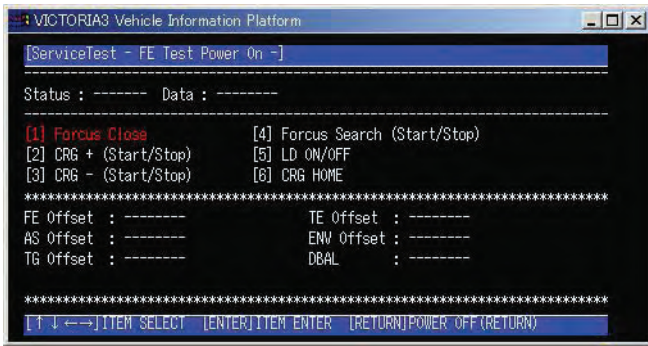 VICTORIA3 Vehicle Information Platform
[ServiceTest - FE Test Power On -]
------------------------------------------------------------------------
Status : ------- Data : --------
------------------------------------------------------------------------
[1] Forcus Close [4] Forcus Search (Start/Stop)
[2] CRG + (Start/Stop) [5] LD ON/OFF
[3] CRG - (Start/Stop) [6] CRG HOME
************************************************************************
FE Offset : -------- TE Offset : --------
AS Offset : -------- ENV Offset : --------
TG Offset : -------- DBAL : --------
************************************************************************
[↑↓←→]ITEM SELECT [ENTER]ITEM ENTER [RETURN]POWER OFF(RETURN)